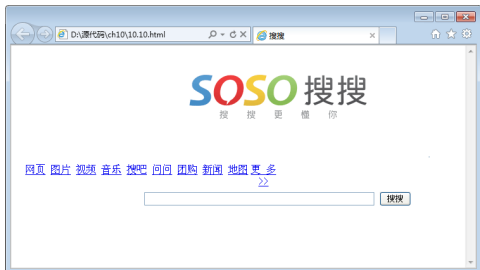 D:\源代码\ch10\10.10.html
搜搜
SOSO 搜搜
搜 搜 更 懂 你
网页 图片 视频 音乐 搜吧 问问 团购 新闻 地图 更 多
>>
搜搜